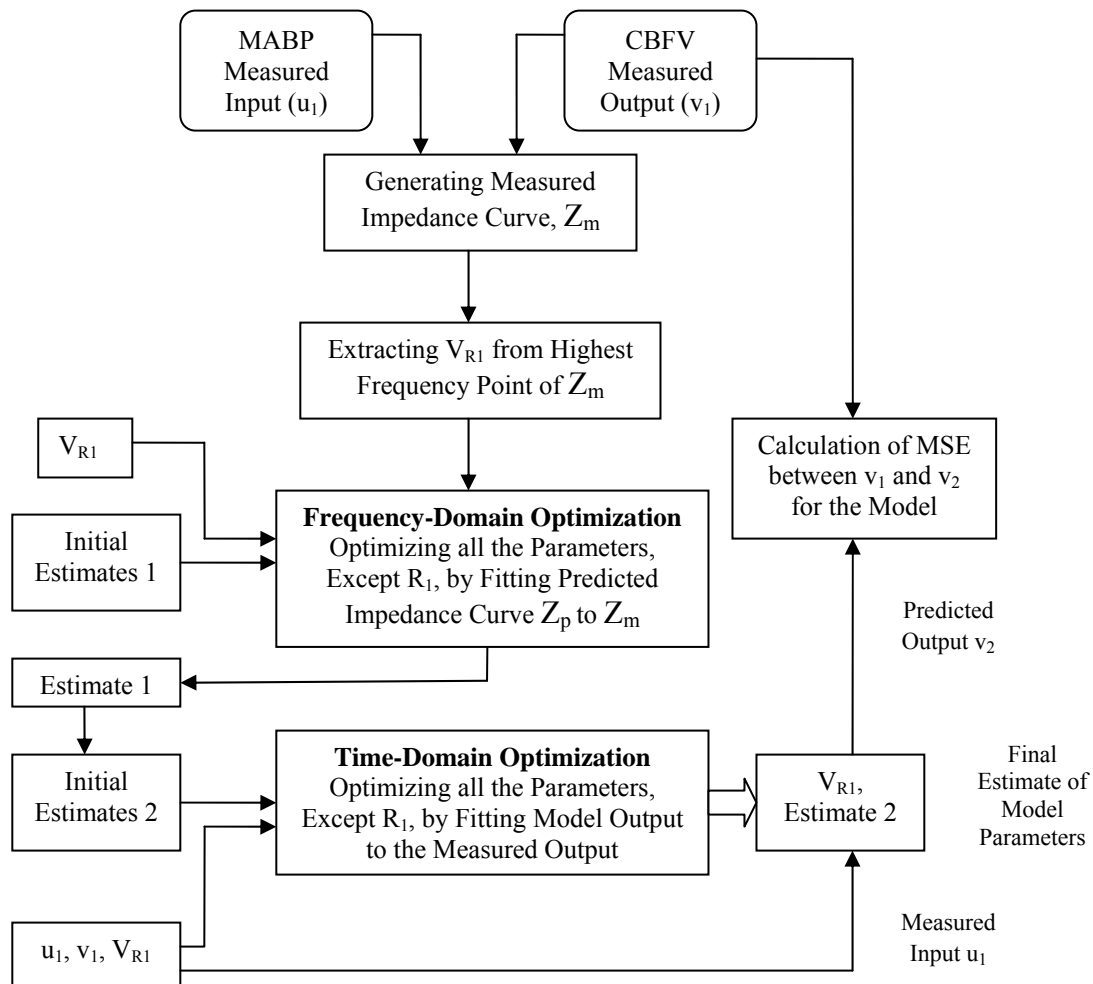 MABP
Measured
Input (u₁)
CBFV
Measured
Output (v₁)
Generating Measured
Impedance Curve, Zₘ
Extracting V_R1 from Highest
Frequency Point of Zₘ
V_R1
Calculation of MSE
between v₁ and v₂
for the Model
Initial
Estimates 1
Frequency-Domain Optimization
Optimizing all the Parameters,
Except R₁, by Fitting Predicted
Impedance Curve Zₚ to Zₘ
Predicted
Output v₂
Estimate 1
Initial
Estimates 2
Time-Domain Optimization
Optimizing all the Parameters,
Except R₁, by Fitting Model Output
to the Measured Output
V_R1,
Estimate 2
Final
Estimate of
Model
Parameters
u₁, v₁, V_R1
Measured
Input u₁